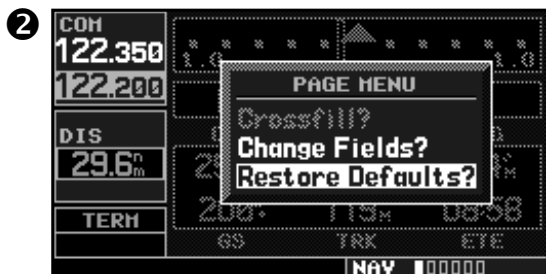 2
COM
122.350
122.200
DIS
29.6nm
TERM
PAGE MENU
Crossfill?
Change Fields?
Restore Defaults?
GS TRK ETE
NAV